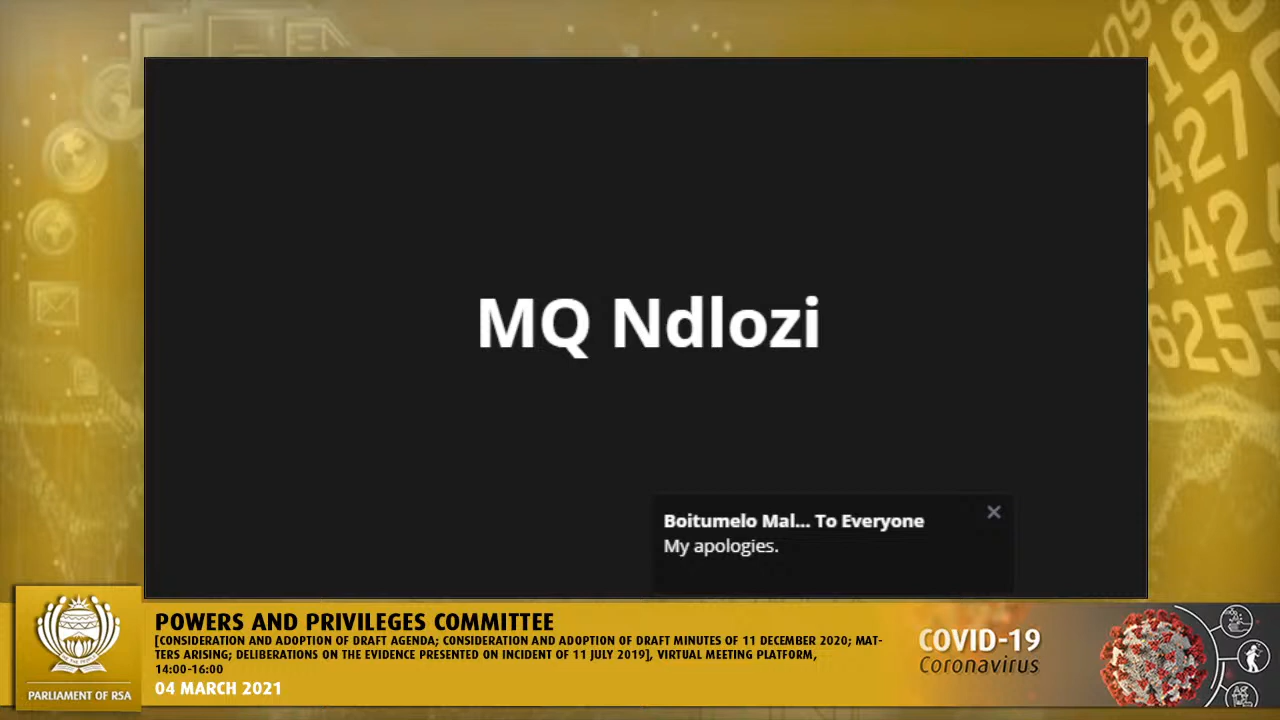 MQ Ndlozi
Boitumelo Mal... To Everyone
My apologies.
POWERS AND PRIVILEGES COMMITTEE
[CONSIDERATION AND ADOPTION OF DRAFT AGENDA; CONSIDERATION AND ADOPTION OF DRAFT MINUTES OF 11 DECEMBER 2020; MAT-
TERS ARISING; DELIBERATIONS ON THE EVIDENCE PRESENTED ON INCIDENT OF 11 JULY 2019], VIRTUAL MEETING PLATFORM,
14:00-16:00
04 MARCH 2021
PARLIAMENT OF RSA
COVID-19
Coronavirus